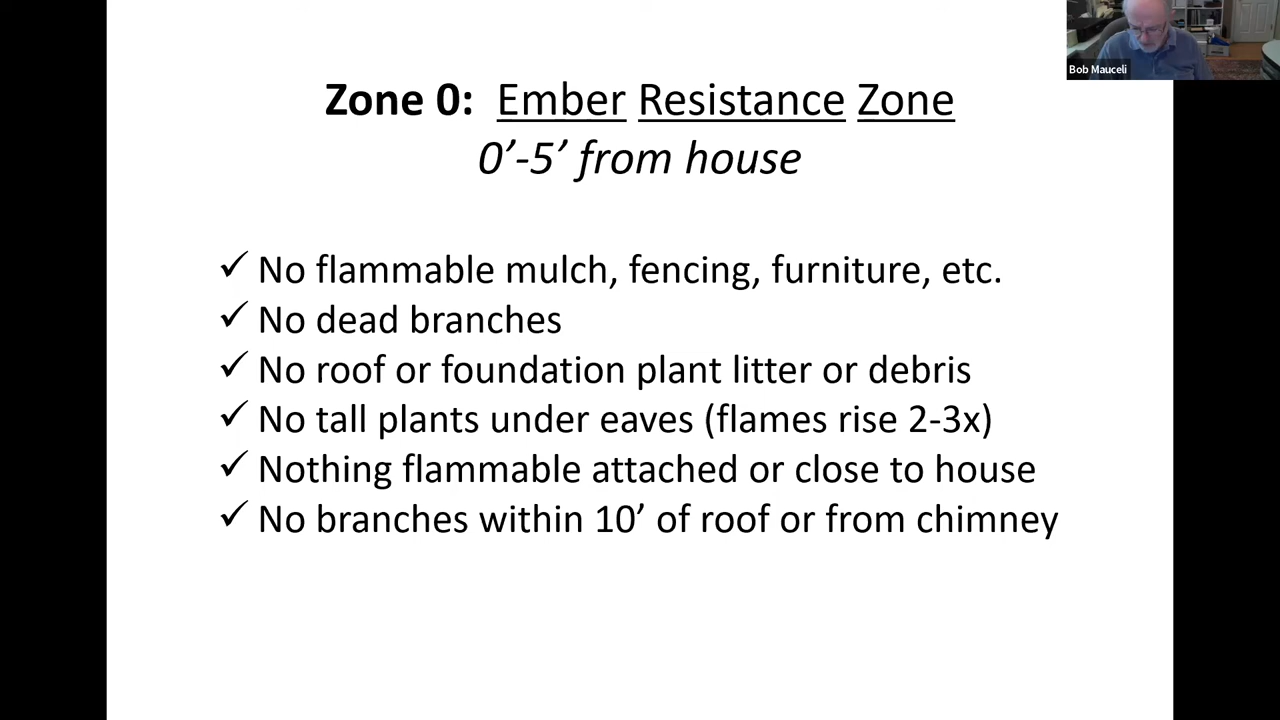 Bob Mauceli
Zone 0: Ember Resistance Zone
0’-5’ from house
✓ No flammable mulch, fencing, furniture, etc.
✓ No dead branches
✓ No roof or foundation plant litter or debris
✓ No tall plants under eaves (flames rise 2-3x)
✓ Nothing flammable attached or close to house
✓ No branches within 10’ of roof or from chimney